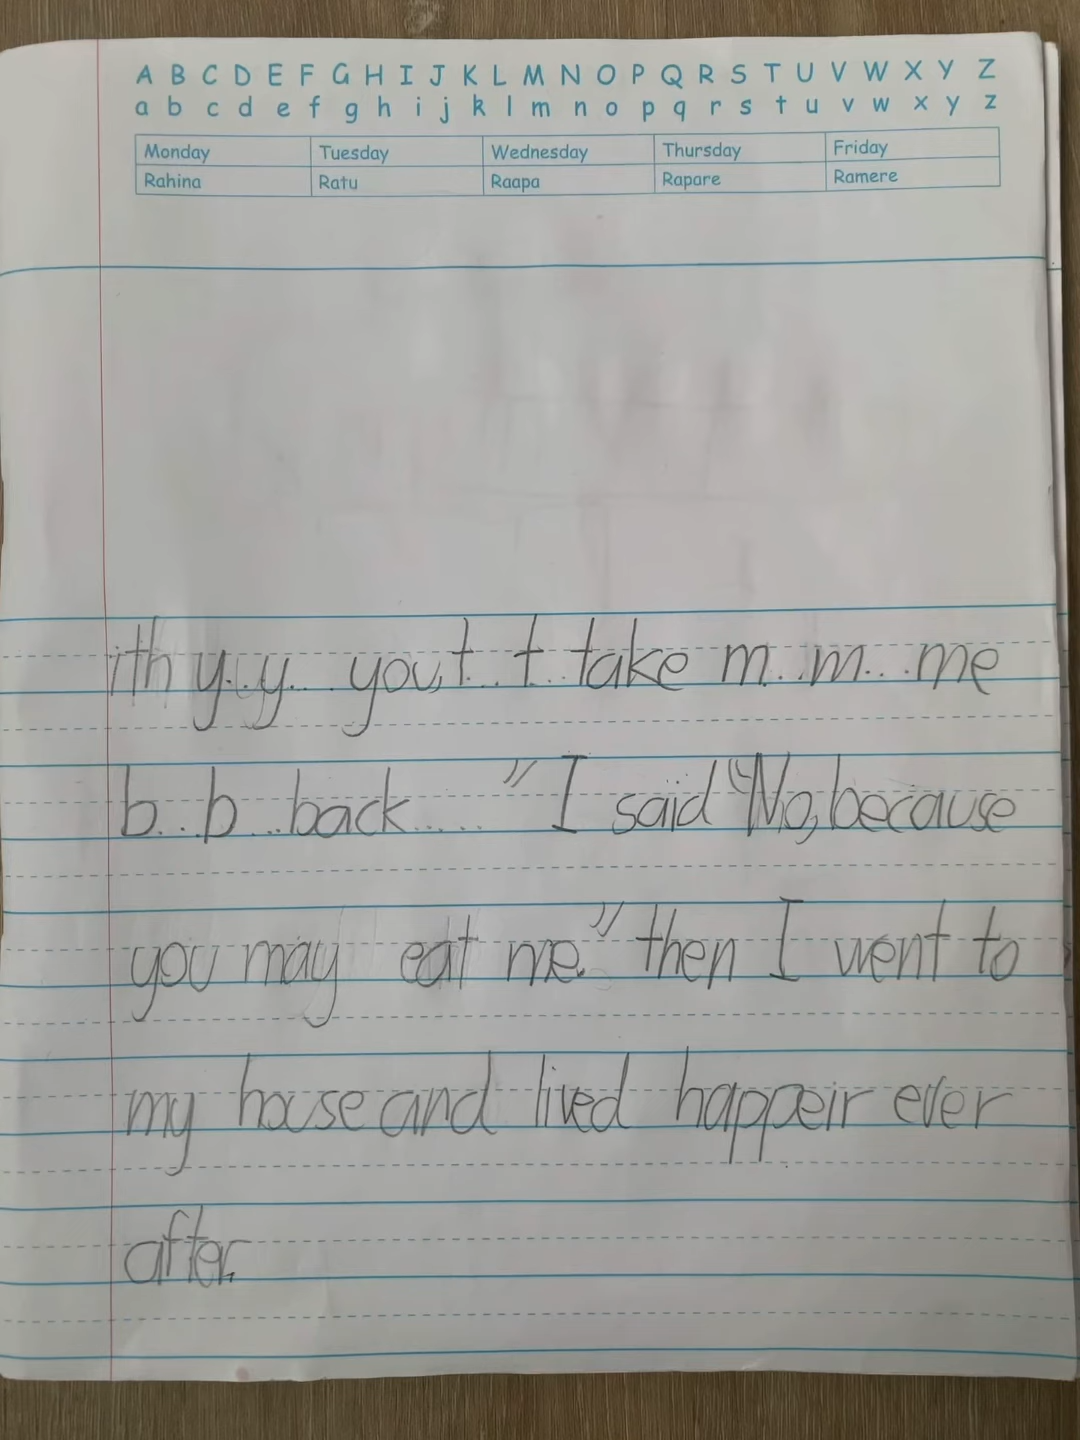 A B C D E F G H I J K L M N O P Q R S T U V W X Y Z
a b c d e f g h i j k l m n o p q r s t u v w x y z
Monday Tuesday Wednesday Thursday Friday
Rahina Ratu Raapa Rapare Ramere
ith y..y... you,t..t...take m..m...me
b..b...back....." I said "No, because
you may eat me." then I went to
my house and lived happeir ever
after.